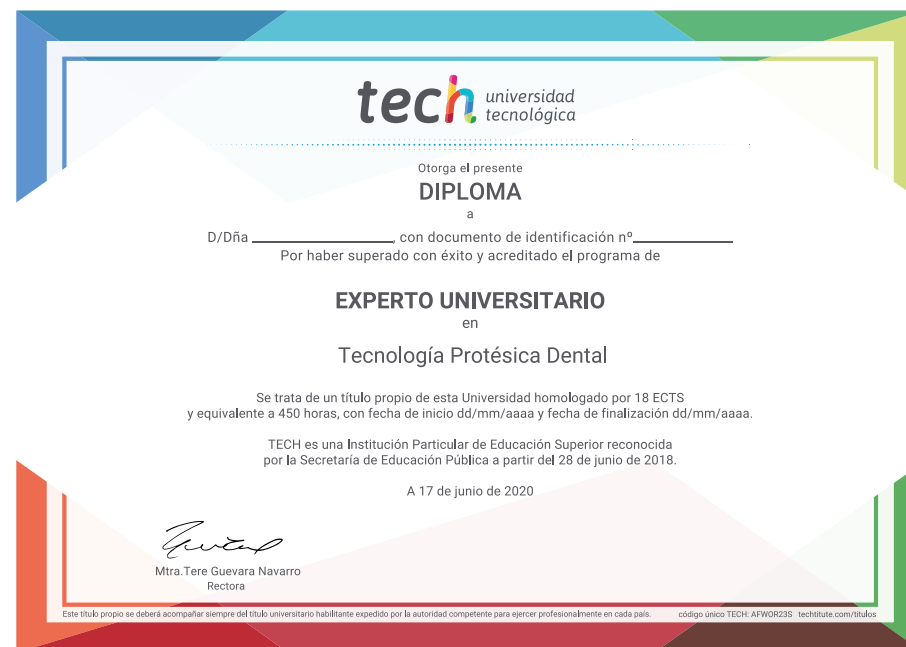 tech universidad
tecnológica
Otorga el presente
DIPLOMA
a
D/Dña ____________________, con documento de identificación nº______________
Por haber superado con éxito y acreditado el programa de
EXPERTO UNIVERSITARIO
en
Tecnología Protésica Dental
Se trata de un título propio de esta Universidad homologado por 18 ECTS
y equivalente a 450 horas, con fecha de inicio dd/mm/aaaa y fecha de finalización dd/mm/aaaa.
TECH es una Institución Particular de Educación Superior reconocida
por la Secretaría de Educación Pública a partir del 28 de junio de 2018.
A 17 de junio de 2020
Mtra.Tere Guevara Navarro
Rectora
Este título propio se deberá acompañar siempre del título universitario habilitante expedido por la autoridad competente para ejercer profesionalmente en cada país. código único TECH: AFWOR23S techtitute.com/titulos